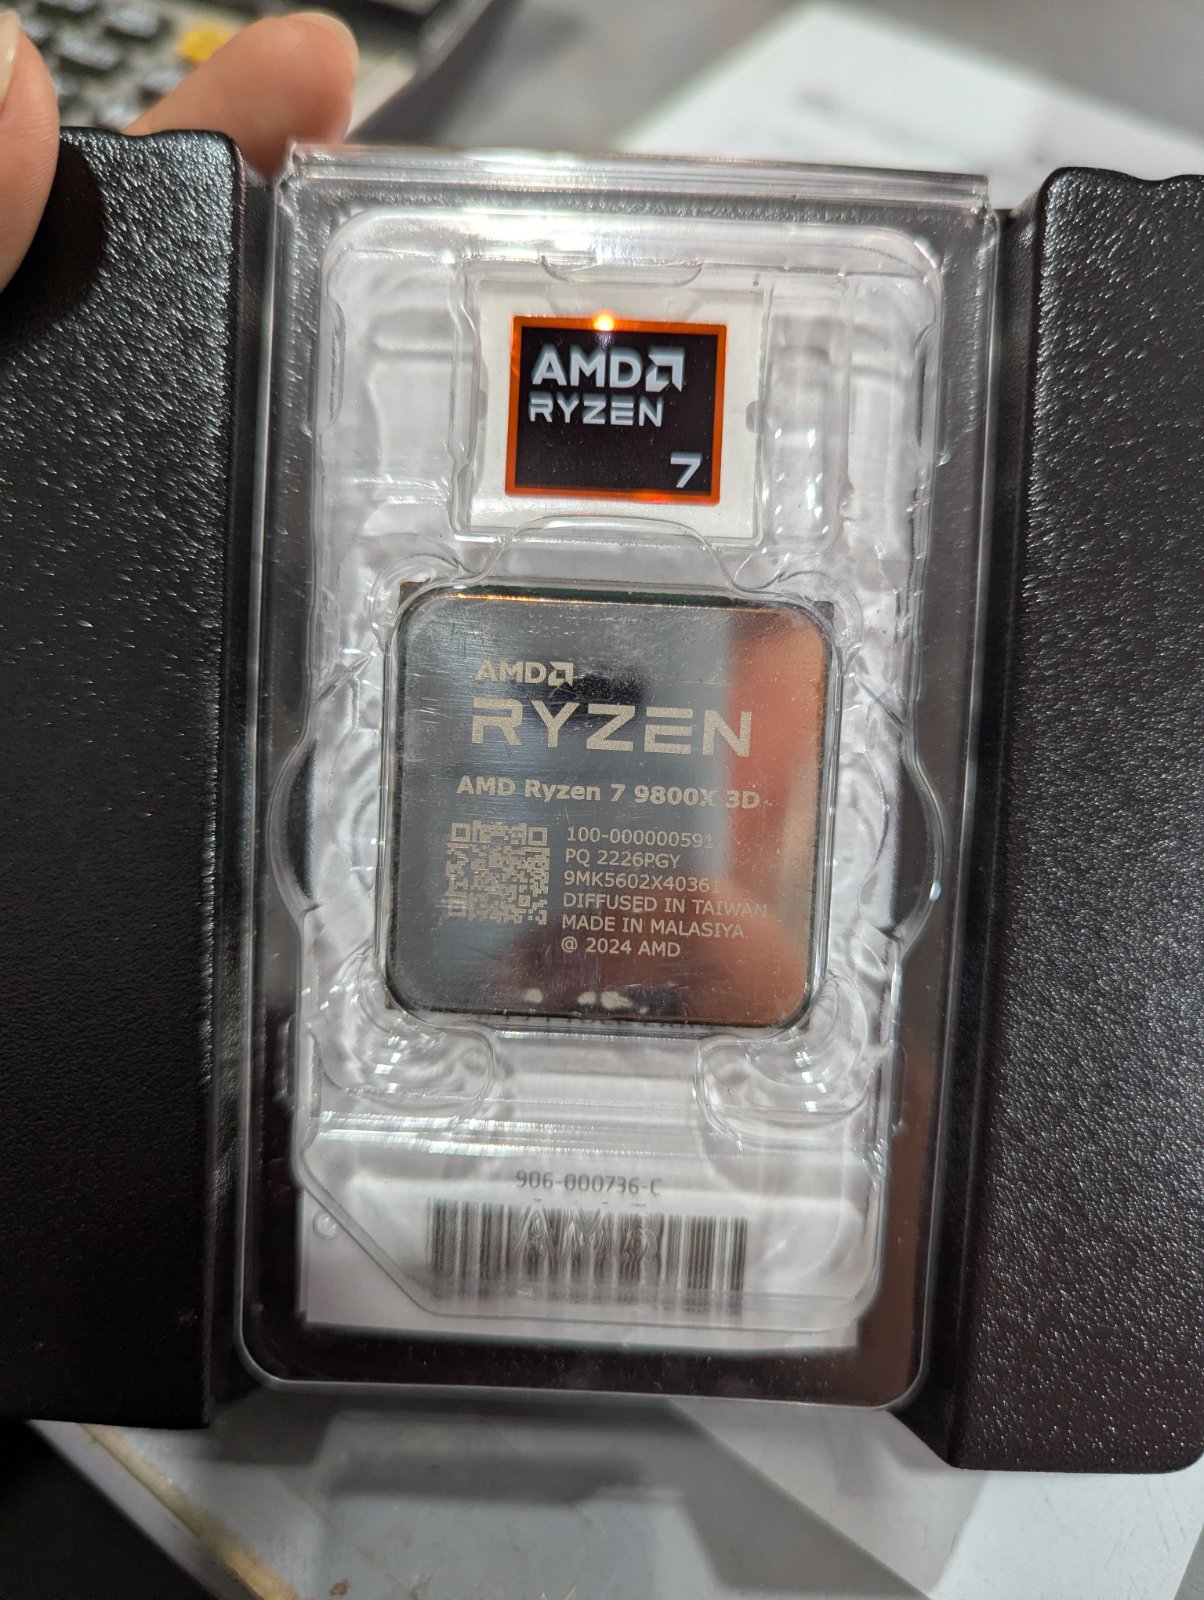 AMD
RYZEN
7
AMD
RYZEN
AMD Ryzen 7 9800X 3D
100-000000591
PQ 2226PGY
9MK5602X40361
DIFFUSED IN TAIWAN
MADE IN MALASIYA
@ 2024 AMD
906-000736-C
AMD